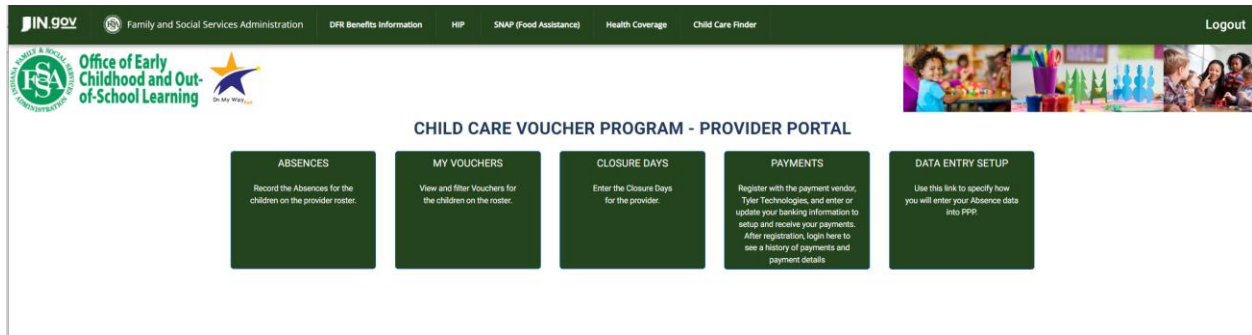 IN.gov Family and Social Services Administration DFR Benefits Information HIP SNAP (Food Assistance) Health Coverage Child Care Finder Logout
INDIANA FAMILY & SOCIAL SERVICES ADMINISTRATION
FSSA
Office of Early
Childhood and Out-
of-School Learning
On My Way
CHILD CARE VOUCHER PROGRAM - PROVIDER PORTAL
ABSENCES
Record the Absences for the
children on the provider roster.
MY VOUCHERS
View and filter Vouchers for
the children on the roster.
CLOSURE DAYS
Enter the Closure Days
for the provider.
PAYMENTS
Register with the payment vendor,
Tyler Technologies, and enter or
update your banking information to
setup and receive your payments.
After registration, login here to
see a history of payments and
payment details
DATA ENTRY SETUP
Use this link to specify how
you will enter your Absence data
into PPP.